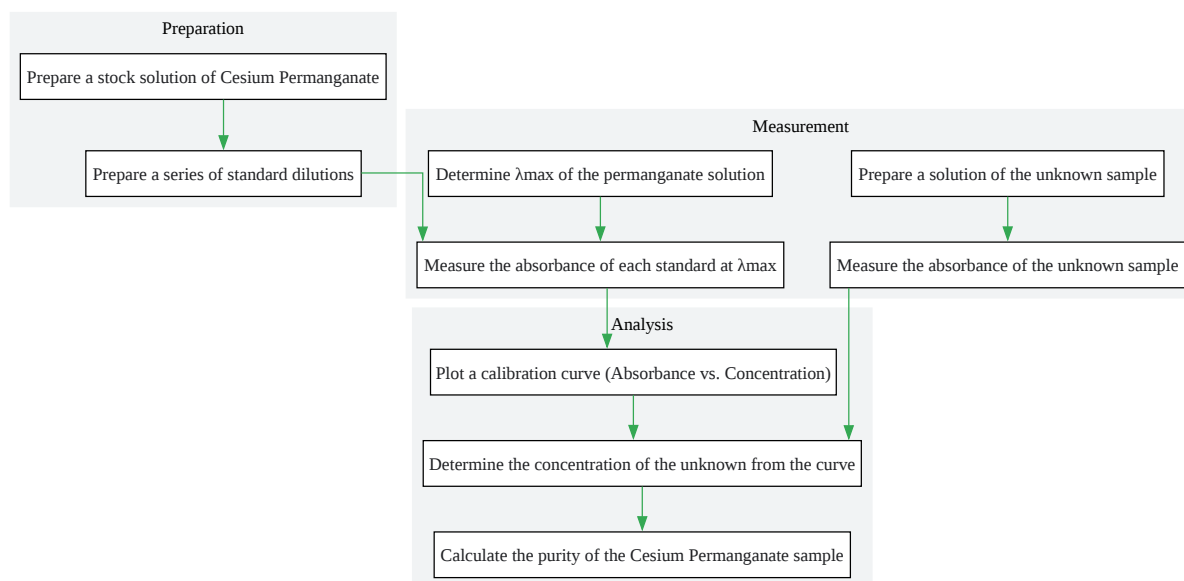 Preparation
Prepare a stock solution of Cesium Permanganate
Prepare a series of standard dilutions
Measurement
Determine λmax of the permanganate solution
Prepare a solution of the unknown sample
Measure the absorbance of each standard at λmax
Measure the absorbance of the unknown sample
Analysis
Plot a calibration curve (Absorbance vs. Concentration)
Determine the concentration of the unknown from the curve
Calculate the purity of the Cesium Permanganate sample